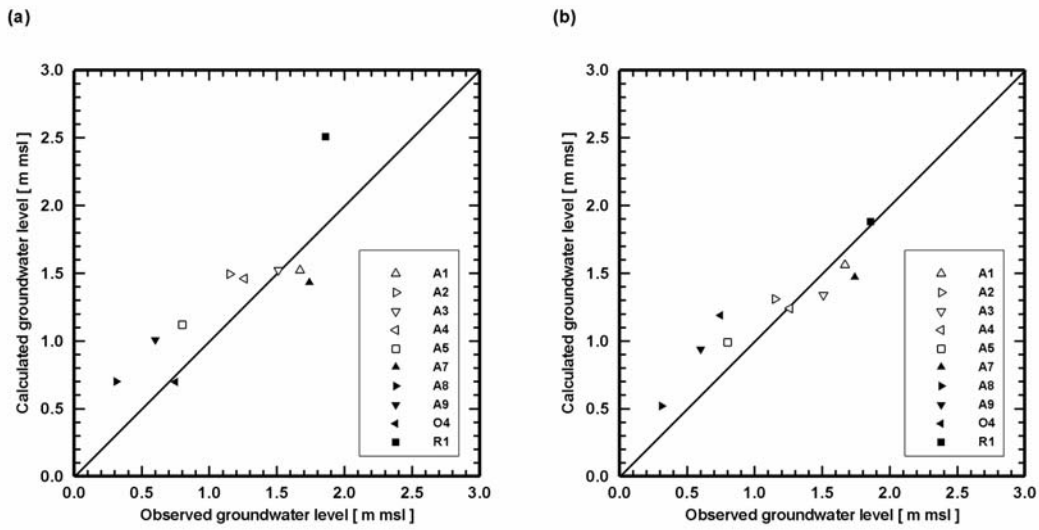 (a)
Calculated groundwater level [ m msl ]
3.0
2.5
2.0
1.5
1.0
0.5
0.0
0.0 0.5 1.0 1.5 2.0 2.5 3.0
Observed groundwater level [ m msl ]
A1
A2
A3
A4
A5
A7
A8
A9
O4
R1
(b)
Calculated groundwater level [ m msl ]
3.0
2.5
2.0
1.5
1.0
0.5
0.0
0.0 0.5 1.0 1.5 2.0 2.5 3.0
Observed groundwater level [ m msl ]
A1
A2
A3
A4
A5
A7
A8
A9
O4
R1